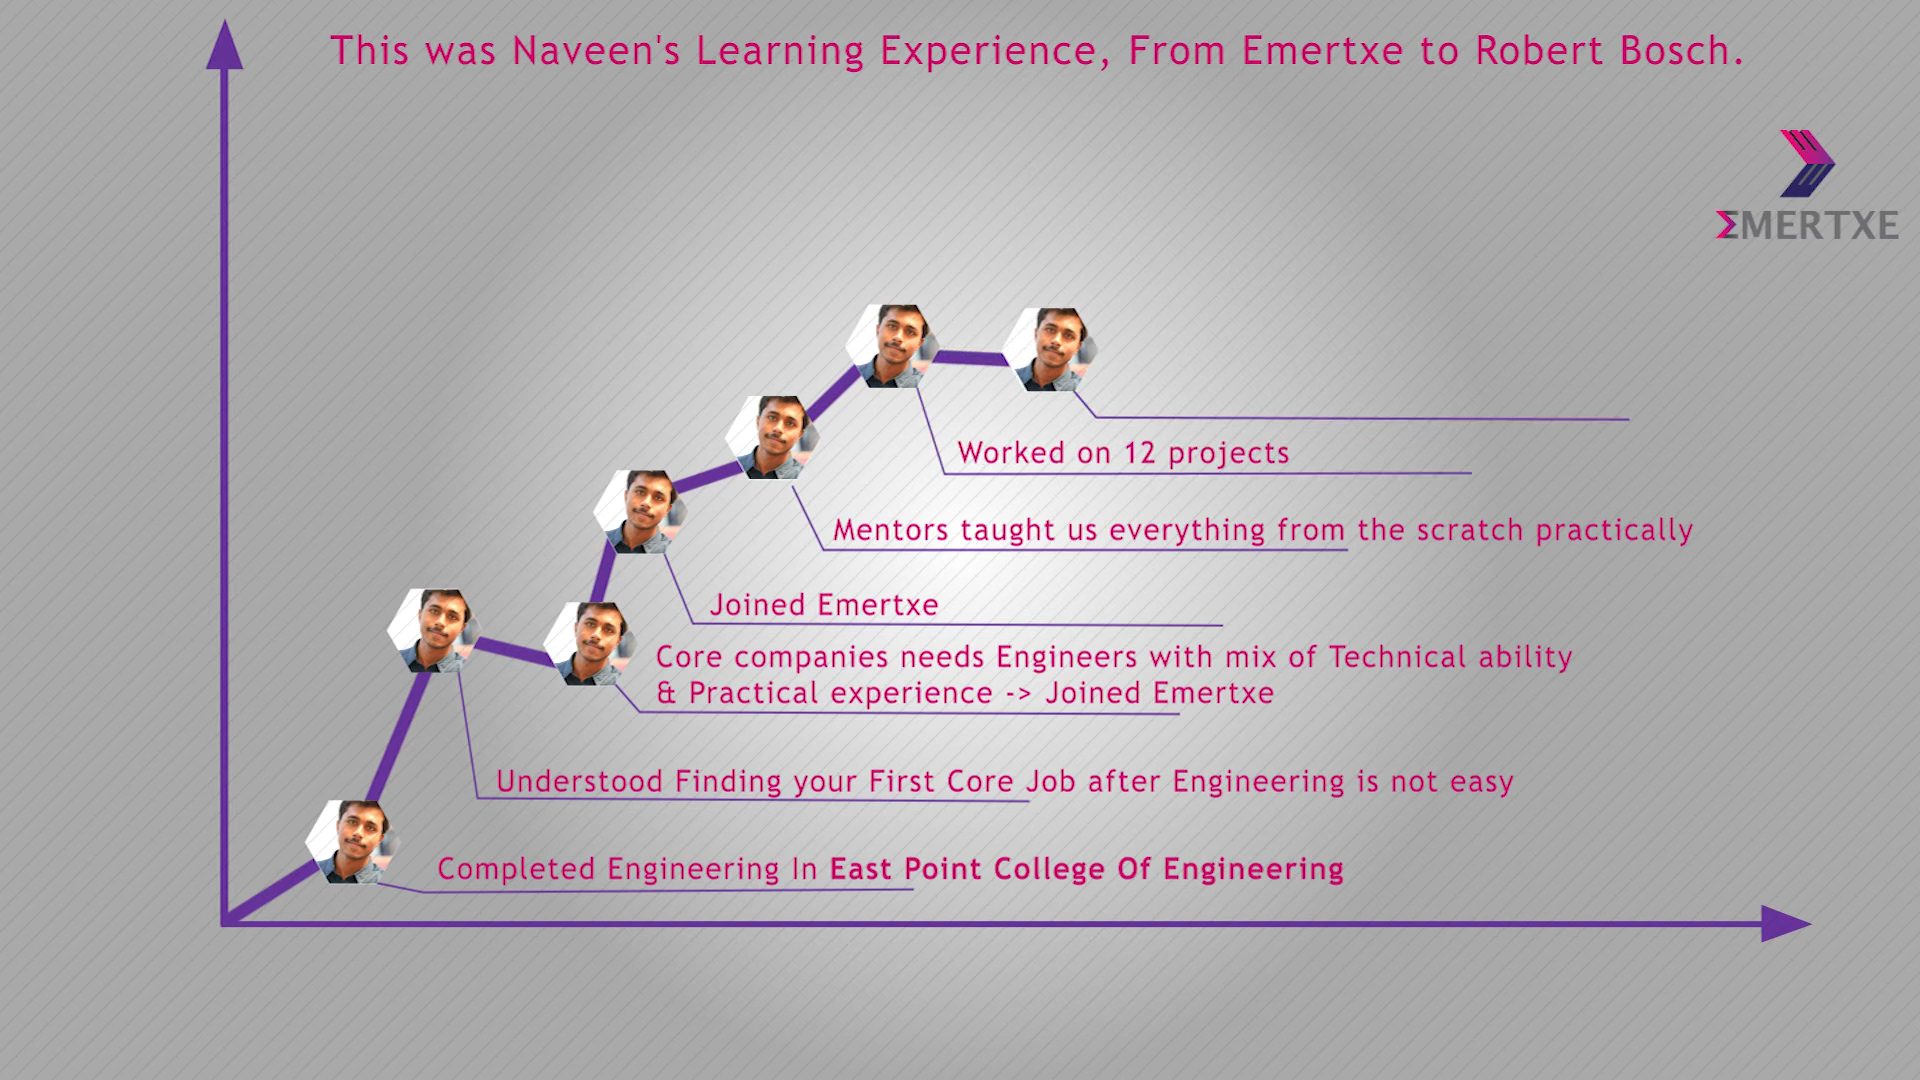 This was Naveen's Learning Experience, From Emertxe to Robert Bosch.
EMERTXE
Worked on 12 projects
Mentors taught us everything from the scratch practically
Joined Emertxe
Core companies needs Engineers with mix of Technical ability
& Practical experience -> Joined Emertxe
Understood Finding your First Core Job after Engineering is not easy
Completed Engineering In East Point College Of Engineering